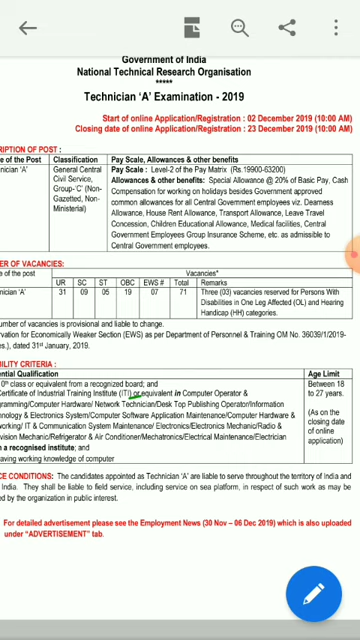 Government of India
National Technical Research Organisation
*****
Technician 'A' Examination - 2019
Start of online Application/Registration : 02 December 2019 (10:00 AM)
Closing date of online Application/Registration : 23 December 2019 (10:00 AM)
RIPTION OF POST :
e of the Post Classification Pay Scale, Allowances & other benefits
nician 'A' General Central Pay Scale : Level-2 of the Pay Matrix (Rs.19900-63200)
Civil Service, Allowances & other benefits: Special Allowance @ 20% of Basic Pay, Cash
Group-'C' (Non- Compensation for working on holidays besides Government approved
Gazetted, Non- common allowances for all Central Government employees viz. Dearness
Ministerial) Allowance, House Rent Allowance, Transport Allowance, Leave Travel
Concession, Children Educational Allowance, Medical facilities, Central
Government Employees Group Insurance Scheme, etc. as admissible to
Central Government employees.
ER OF VACANCIES:
e of the post Vacancies*
UR SC ST OBC EWS # Total
nician 'A' 31 09 05 19 07 71 Three (03) vacancies reserved for Persons With
Disabilities in One Leg Affected (OL) and Hearing
Handicap (HH) categories.
umber of vacancies is provisional and liable to change.
rvation for Economically Weaker Section (EWS) as per Department of Personnel & Training OM No. 36039/1/2019-
s.), dated 31st January, 2019.
BILITY CRITERIA :
ntial Qualification Age Limit
0th class or equivalent from a recognized board; and Between 18
Certificate of Industrial Training Institute (ITI) or equivalent in Computer Operator & to 27 years.
gramming/Computer Hardware/ Network Technician/Desk Top Publishing Operator/Information
hnology & Electronics System/Computer Software Application Maintenance/Computer Hardware & (As on the
working/ IT & Communication System Maintenance/ Electronics/Electronics Mechanic/Radio & closing date
vision Mechanic/Refrigerator & Air Conditioner/Mechatronics/Electrical Maintenance/Electrician of online
n a recognised institute; and application)
aving working knowledge of computer
ICE CONDITIONS: The candidates appointed as Technician 'A' are liable to serve throughout the territory of India and
India. They shall be liable to field service, including service on sea platform, in respect of such work as may be
ed by the organization in public interest.
For detailed advertisement please see the Employment News (30 Nov – 06 Dec 2019) which is also uploaded
under "ADVERTISEMENT" tab.